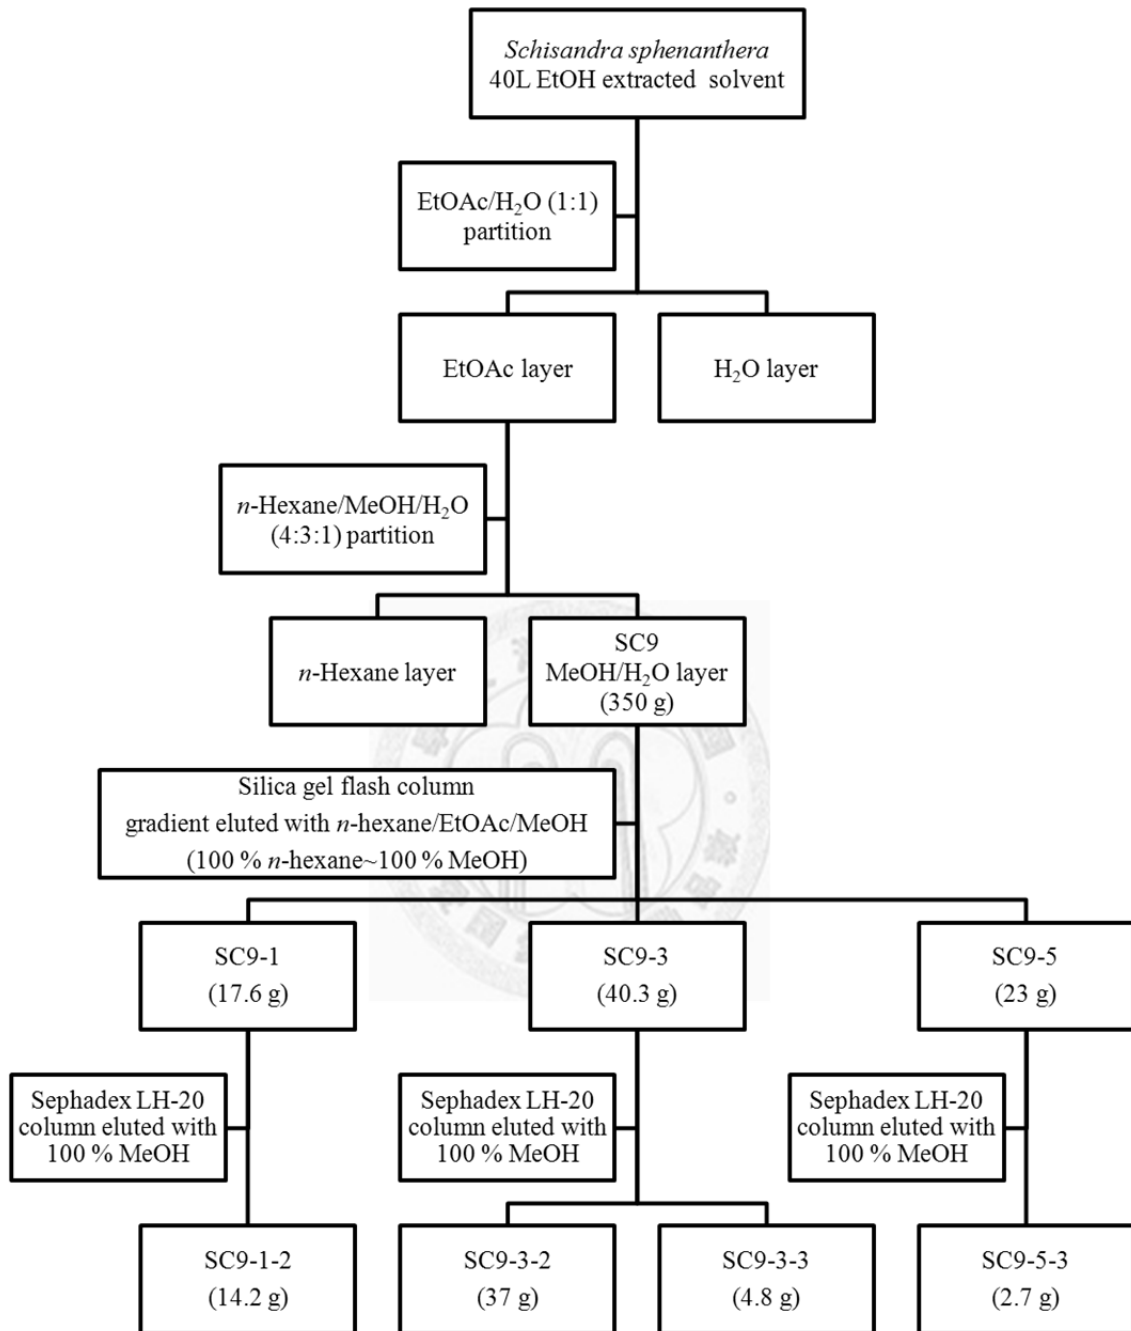 Schisandra sphenanthera
40L EtOH extracted solvent
EtOAc/H₂O (1:1)
partition
EtOAc layer
H₂O layer
n-Hexane/MeOH/H₂O
(4:3:1) partition
n-Hexane layer
SC9
MeOH/H₂O layer
(350 g)
Silica gel flash column
gradient eluted with n-hexane/EtOAc/MeOH
(100 % n-hexane~100 % MeOH)
SC9-1
(17.6 g)
SC9-3
(40.3 g)
SC9-5
(23 g)
Sephadex LH-20
column eluted with
100 % MeOH
Sephadex LH-20
column eluted with
100 % MeOH
Sephadex LH-20
column eluted with
100 % MeOH
SC9-1-2
(14.2 g)
SC9-3-2
(37 g)
SC9-3-3
(4.8 g)
SC9-5-3
(2.7 g)